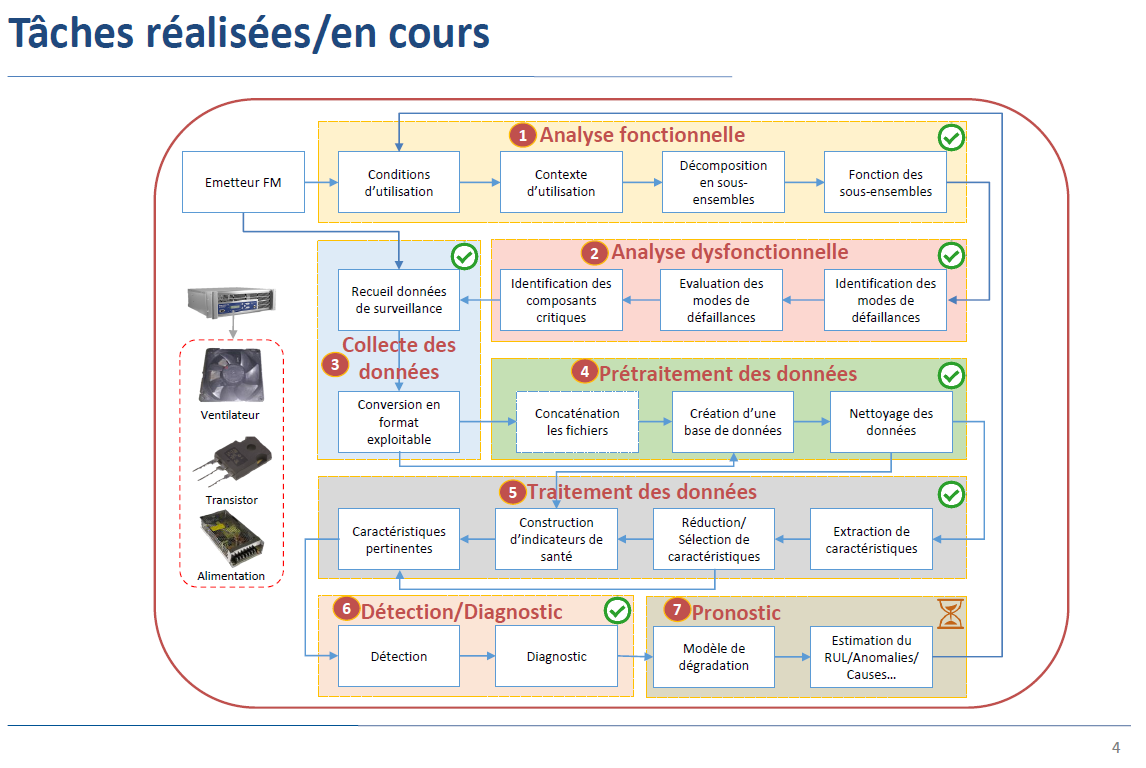 Tâches réalisées/en cours
1 Analyse fonctionnelle
Emetteur FM
Conditions
d'utilisation
Contexte
d'utilisation
Décomposition
en sous-
ensembles
Fonction des
sous-ensembles
2 Analyse dysfonctionnelle
Identification des
composants
critiques
Evaluation des
modes de
défaillances
Identification des
modes de
défaillances
Recueil données
de surveillance
3 Collecte des
données
Conversion en
format
exploitable
4 Prétraitement des données
Concaténation
les fichiers
Création d'une
base de données
Nettoyage des
données
Ventilateur
Transistor
Alimentation
5 Traitement des données
Caractéristiques
pertinentes
Construction
d'indicateurs de
santé
Réduction/
Sélection de
caractéristiques
Extraction de
caractéristiques
6 Détection/Diagnostic
Détection
Diagnostic
7 Pronostic
Modèle de
dégradation
Estimation du
RUL/Anomalies/
Causes...
4